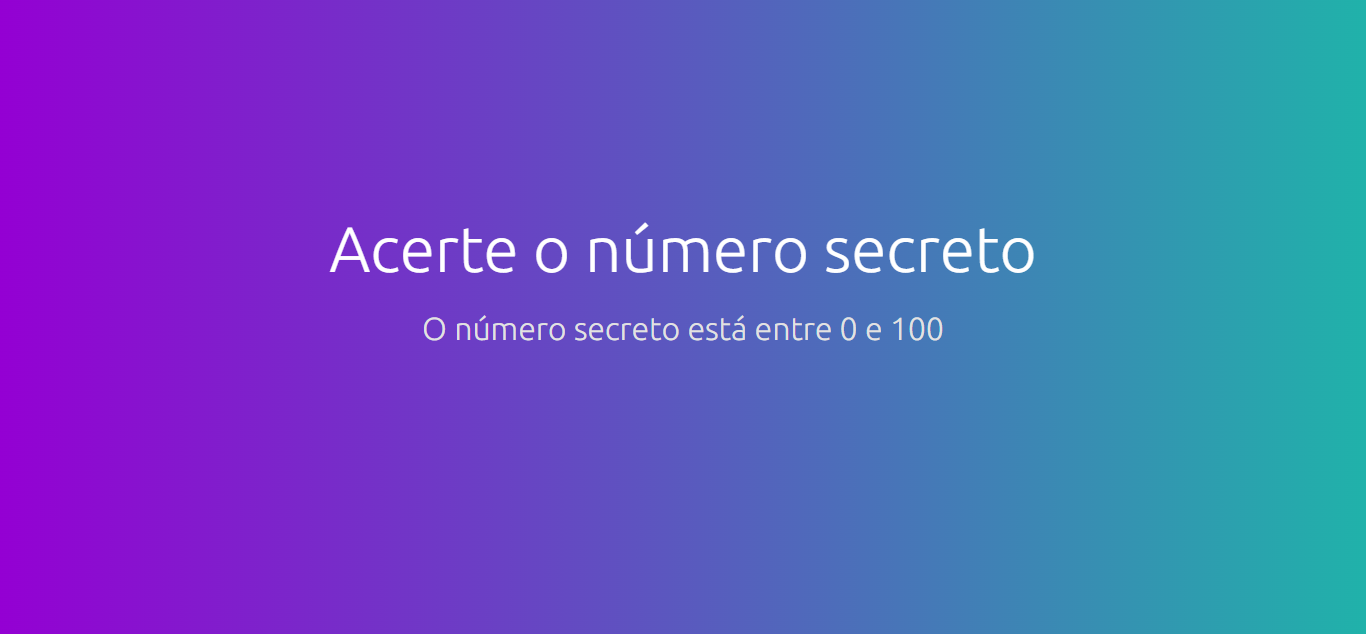 Acerte o número secreto
O número secreto está entre 0 e 100